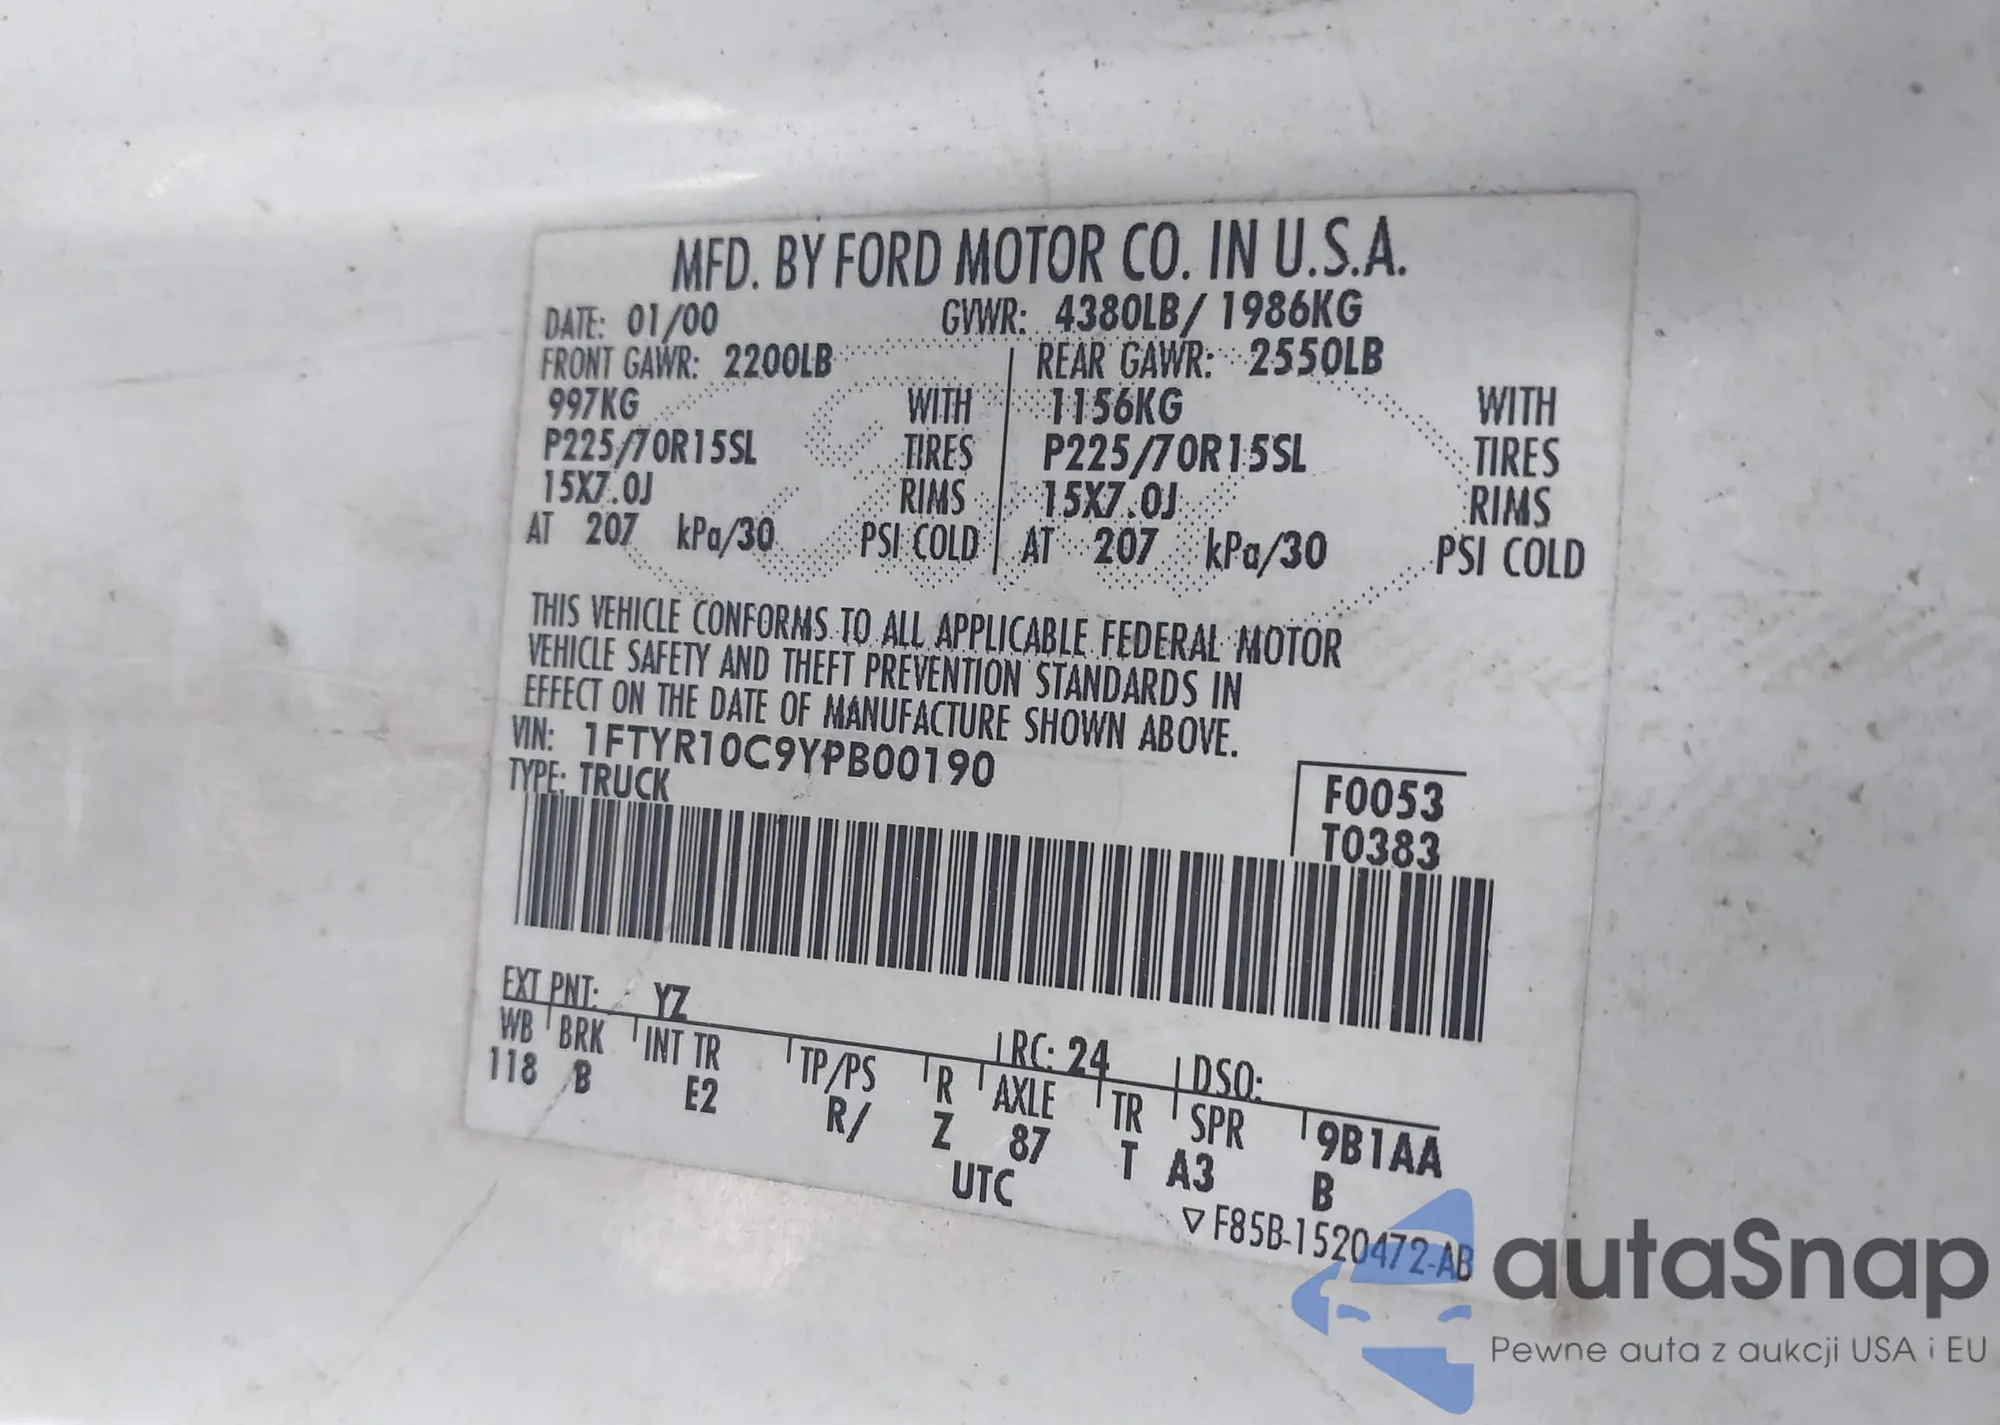 MFD. BY FORD MOTOR CO. IN U.S.A.
DATE: 01/00 GVWR: 4380LB/ 1986KG
FRONT GAWR: 2200LB REAR GAWR: 2550LB
997KG WITH 1156KG WITH
P225/70R15SL TIRES P225/70R15SL TIRES
15X7.0J RIMS 15X7.0J RIMS
AT 207 kPa/30 PSI COLD AT 207 kPa/30 PSI COLD
THIS VEHICLE CONFORMS TO ALL APPLICABLE FEDERAL MOTOR
VEHICLE SAFETY AND THEFT PREVENTION STANDARDS IN
EFFECT ON THE DATE OF MANUFACTURE SHOWN ABOVE.
VIN: 1FTYR10C9YPB00190
TYPE: TRUCK
F0053
T0383
EXT PNT: YZ RC: 24 DSO:
WB BRK INT TR TP/PS R AXLE TR SPR 9B1AA
118 B E2 R/ Z 87 T A3 B
UTC
▽ F85B-1520472-AB
autaSnap
Pewne auta z aukcji USA i EU